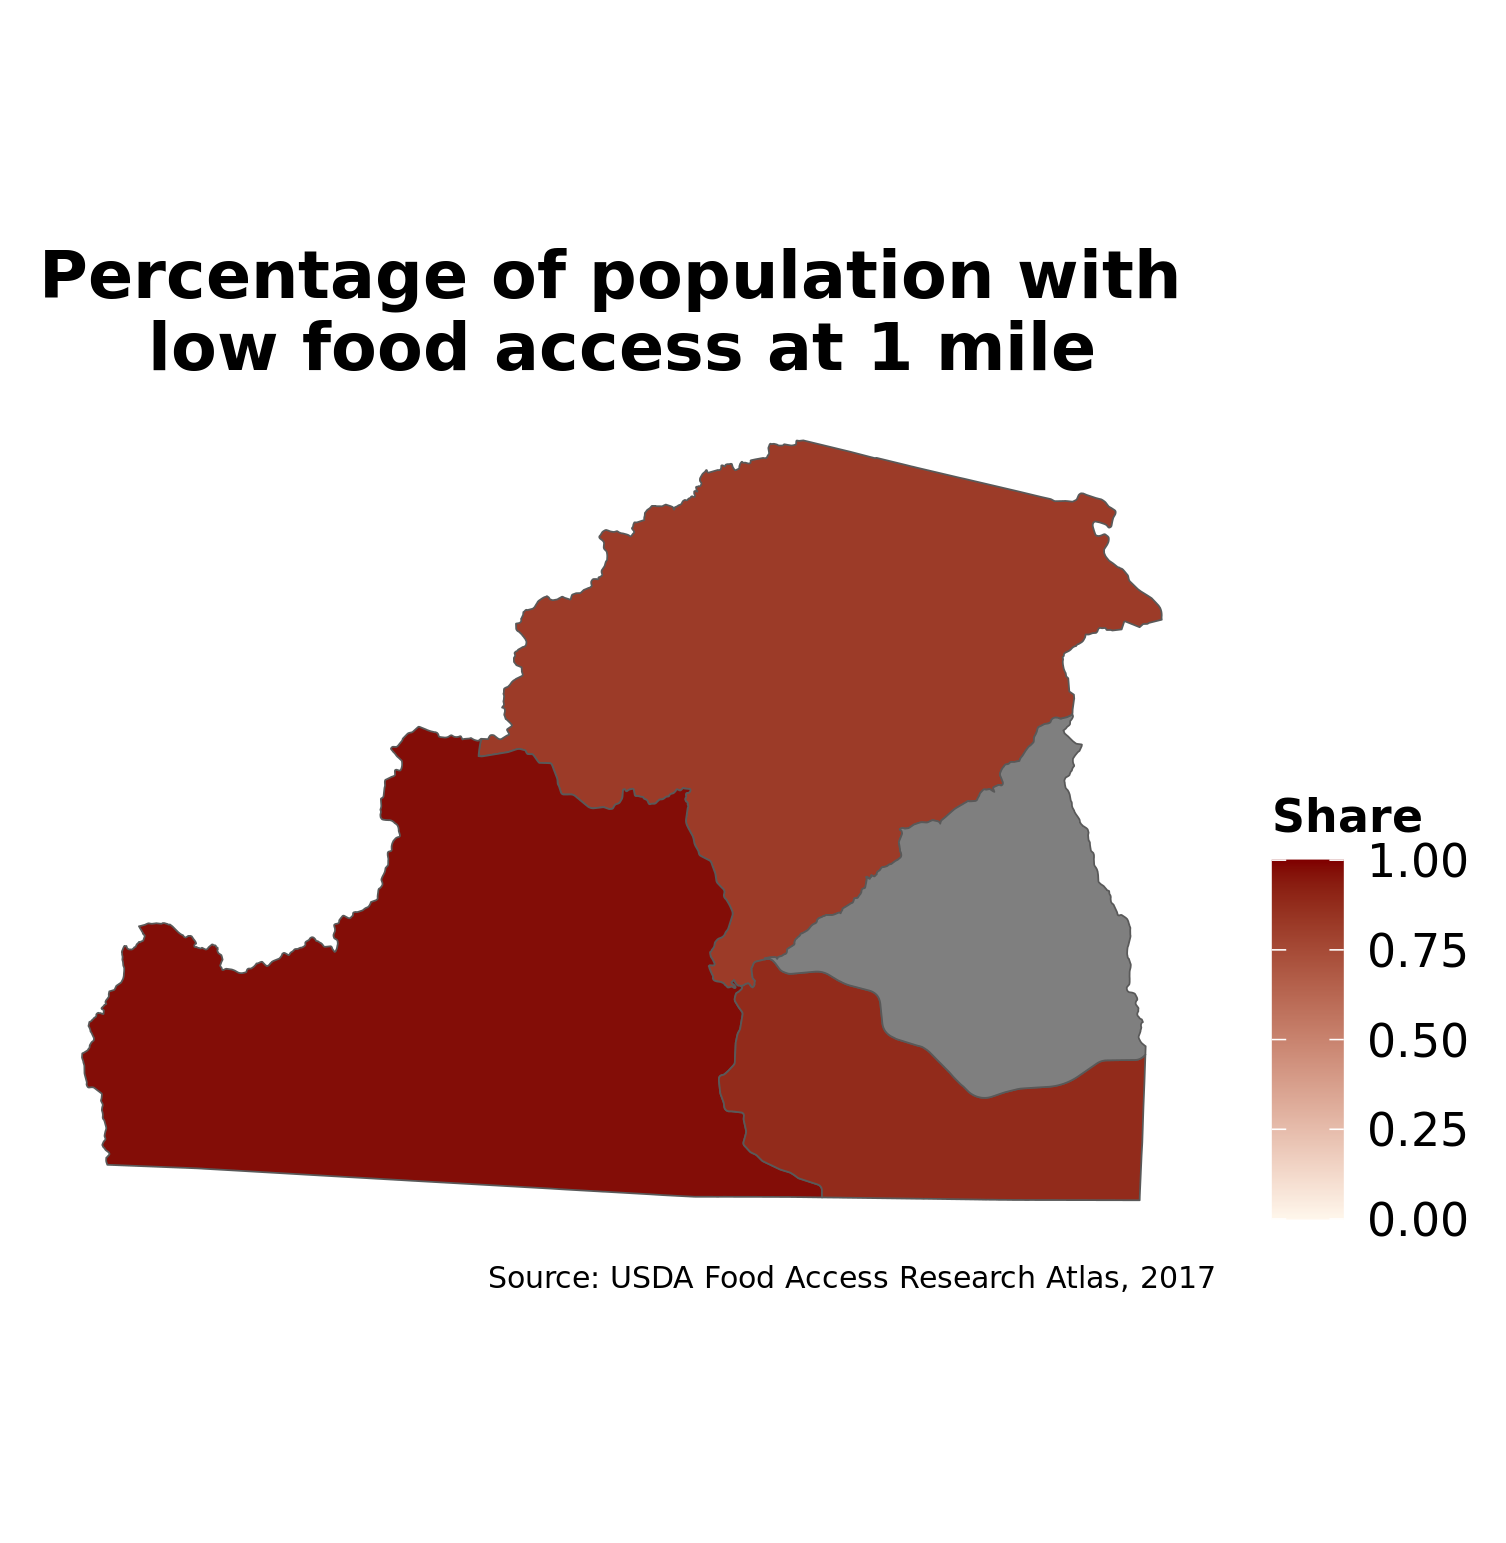 Percentage of population with
low food access at 1 mile
Share
1.00
0.75
0.50
0.25
0.00
Source: USDA Food Access Research Atlas, 2017